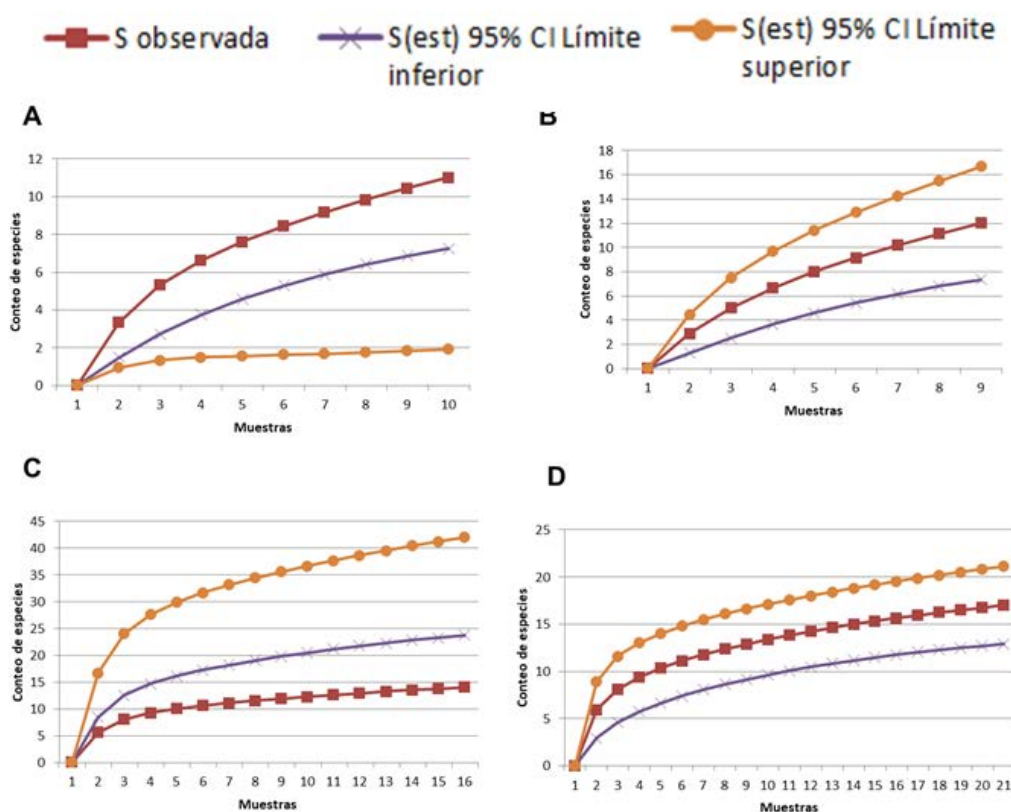 S observada
S(est) 95% CI Límite
inferior
S(est) 95% CI Límite
superior
A
12
10
8
6
4
2
0
Conteo de especies
1 2 3 4 5 6 7 8 9 10
Muestras
B
18
16
14
12
10
8
6
4
2
0
Conteo de especies
1 2 3 4 5 6 7 8 9
Muestras
C
45
40
35
30
25
20
15
10
5
0
Conteo de especies
1 2 3 4 5 6 7 8 9 10 11 12 13 14 15 16
Muestras
D
25
20
15
10
5
0
Conteo de especies
1 2 3 4 5 6 7 8 9 10 11 12 13 14 15 16 17 18 19 20 21
Muestras